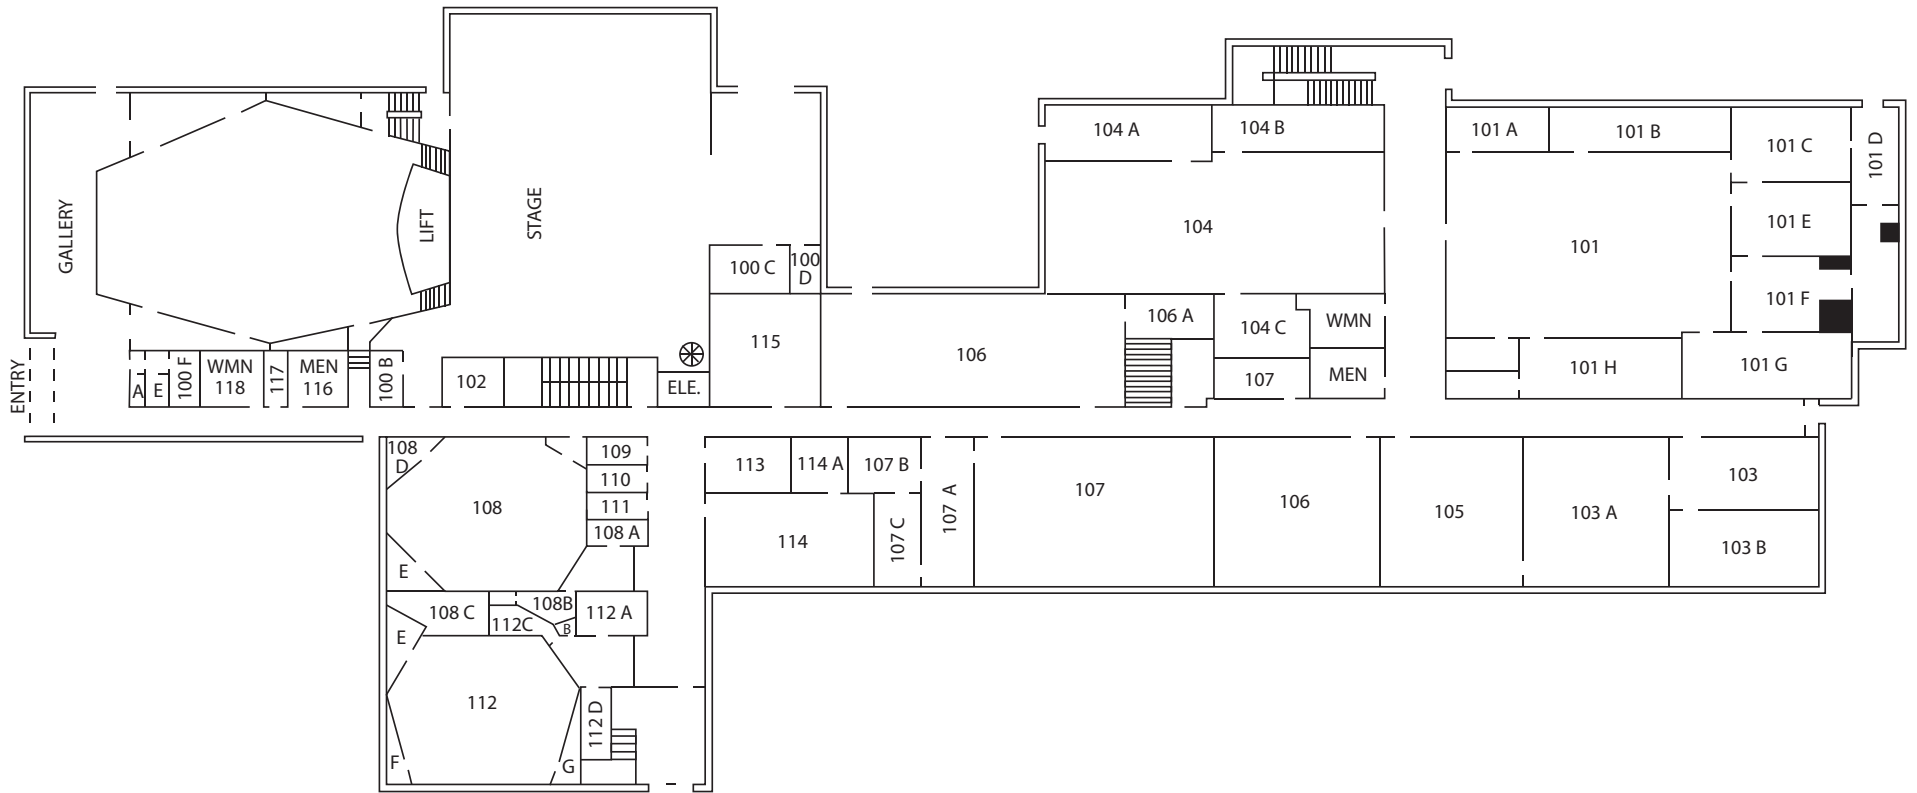 104 A
104 B
101 A
101 B
101 C
101 D
GALLERY
LIFT
STAGE
104
101
101 E
100 C
100
D
101 F
106 A
104 C
WMN
115
106
101 H
101 G
ENTRY
A
E
100 F
WMN
118
117
MEN
116
100 B
102
ELE.
107
MEN
108
D
109
110
111
108 A
108
E
113
114 A
107 B
107 A
107 C
114
107
106
105
103 A
103
103 B
108 C
108B
112C
B
112 A
E
112
112 D
F
G